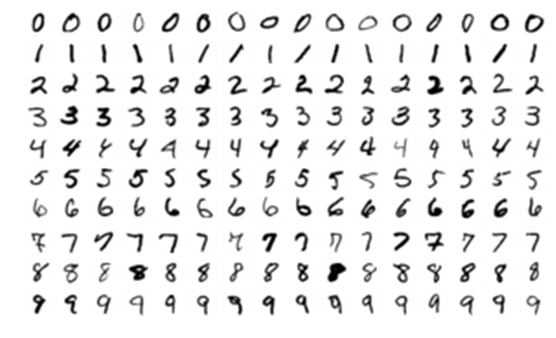 0 0 0 0 0 0 0 0 0 0 0 0 0 0 0 0
1 1 1 1 1 1 1 1 1 1 1 1 1 1 1 1
2 2 2 2 2 2 2 2 2 2 2 2 2 2 2 2
3 3 3 3 3 3 3 3 3 3 3 3 3 3 3 3
4 4 4 4 4 4 4 4 4 4 4 4 4 4 4 4
5 5 5 5 5 5 5 5 5 5 5 5 5 5 5 5
6 6 6 6 6 6 6 6 6 6 6 6 6 6 6 6
7 7 7 7 7 7 7 7 7 7 7 7 7 7 7 7
8 8 8 8 8 8 8 8 8 8 8 8 8 8 8 8
9 9 9 9 9 9 9 9 9 9 9 9 9 9 9 9